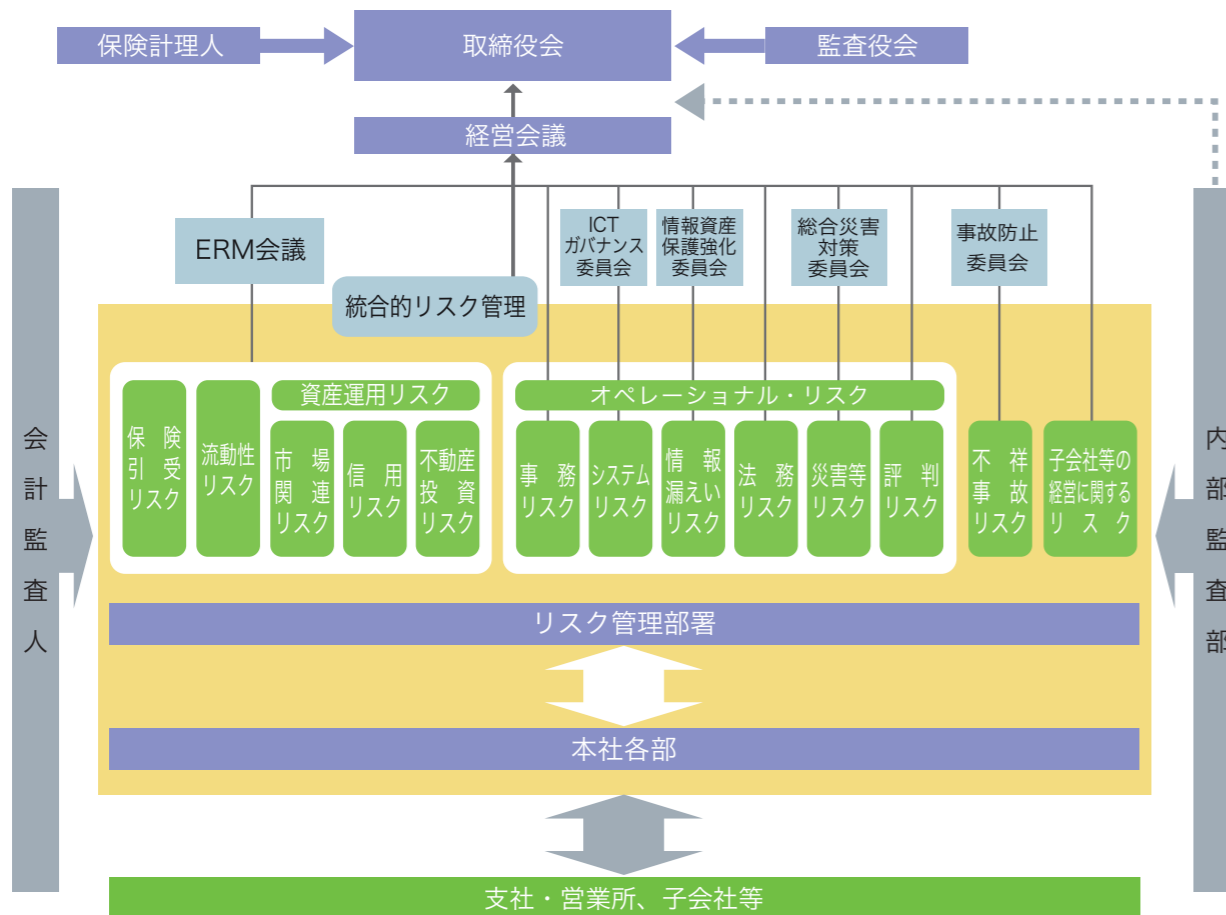 保険計理人
取締役会
監査役会
経営会議
ERM会議
統合的リスク管理
ICT
ガバナンス
委員会
情報資産
保護強化
委員会
総合災害
対策
委員会
事故防止
委員会
資産運用リスク
オペレーショナル・リスク
保険
引受
リスク
流動性
リスク
市場
関連
リスク
信用
リスク
不動産
投資
リスク
事務
リスク
システム
リスク
情報
漏えい
リスク
法務
リスク
災害等
リスク
評判
リスク
不祥
事故
リスク
子会社等の
経営に関する
リスク
会計監査人
内部監査部
リスク管理部署
本社各部
支社・営業所、子会社等